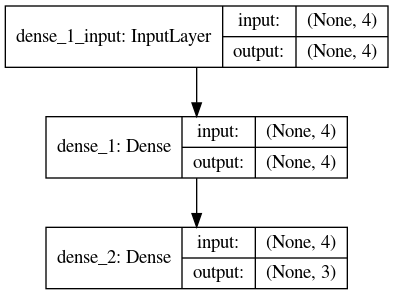 dense_1_input: InputLayer
input: (None, 4)
output: (None, 4)
dense_1: Dense
input: (None, 4)
output: (None, 4)
dense_2: Dense
input: (None, 4)
output: (None, 3)